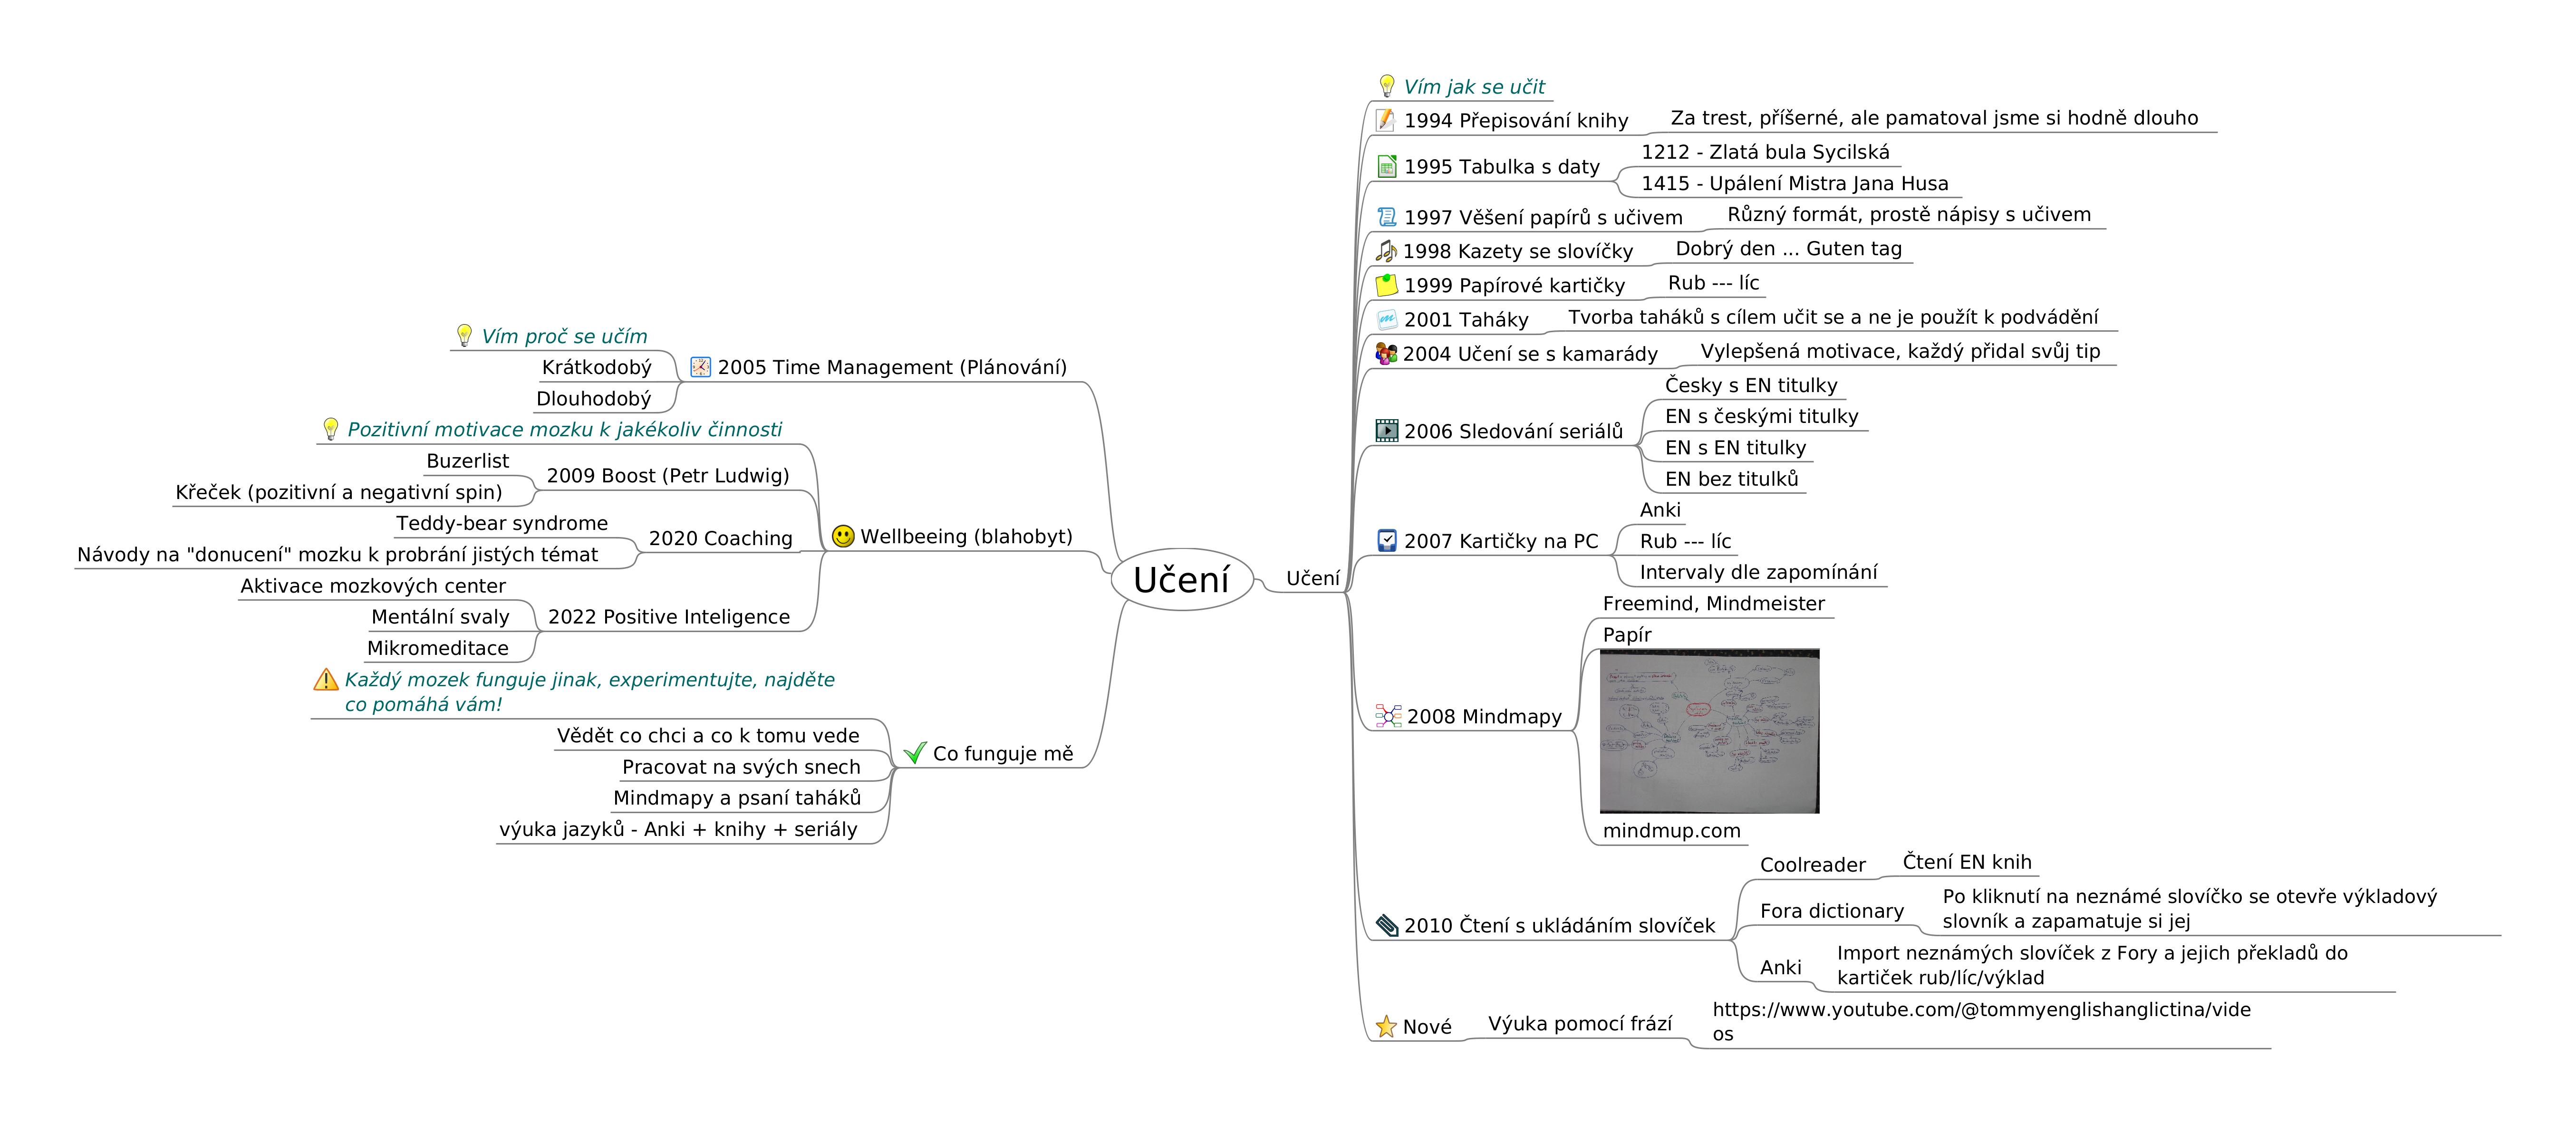 Učení
Vím proč se učím
Krátkodobý
Dlouhodobý
2005 Time Management (Plánování)
Pozitivní motivace mozku k jakékoliv činnosti
Buzerlist
Křeček (pozitivní a negativní spin)
2009 Boost (Petr Ludwig)
Teddy-bear syndrome
Návody na "donucení" mozku k probrání jistých témat
2020 Coaching
Aktivace mozkových center
Mentální svaly
Mikromeditace
2022 Positive Inteligence
Wellbeeing (blahobyt)
Každý mozek funguje jinak, experimentujte, najděte
co pomáhá vám!
Vědět co chci a co k tomu vede
Pracovat na svých snech
Mindmapy a psaní taháků
výuka jazyků - Anki + knihy + seriály
Co funguje mě
Učení
Vím jak se učit
1994 Přepisování knihy
Za trest, příšerné, ale pamatoval jsme si hodně dlouho
1995 Tabulka s daty
1212 - Zlatá bula Sycilská
1415 - Upálení Mistra Jana Husa
1997 Věšení papírů s učivem
Různý formát, prostě nápisy s učivem
1998 Kazety se slovíčky
Dobrý den ... Guten tag
1999 Papírové kartičky
Rub --- líc
2001 Taháky
Tvorba taháků s cílem učit se a ne je použít k podvádění
2004 Učení se s kamarády
Vylepšená motivace, každý přidal svůj tip
2006 Sledování seriálů
Česky s EN titulky
EN s českými titulky
EN s EN titulky
EN bez titulků
2007 Kartičky na PC
Anki
Rub --- líc
Intervaly dle zapomínání
2008 Mindmapy
Freemind, Mindmeister
Papír
mindmup.com
2010 Čtení s ukládáním slovíček
Coolreader
Čtení EN knih
Fora dictionary
Po kliknutí na neznámé slovíčko se otevře výkladový
slovník a zapamatuje si jej
Anki
Import neznámých slovíček z Fory a jejich překladů do
kartiček rub/líc/výklad
Nové
Výuka pomocí frází
https://www.youtube.com/@tommyenglishanglictina/vide
os